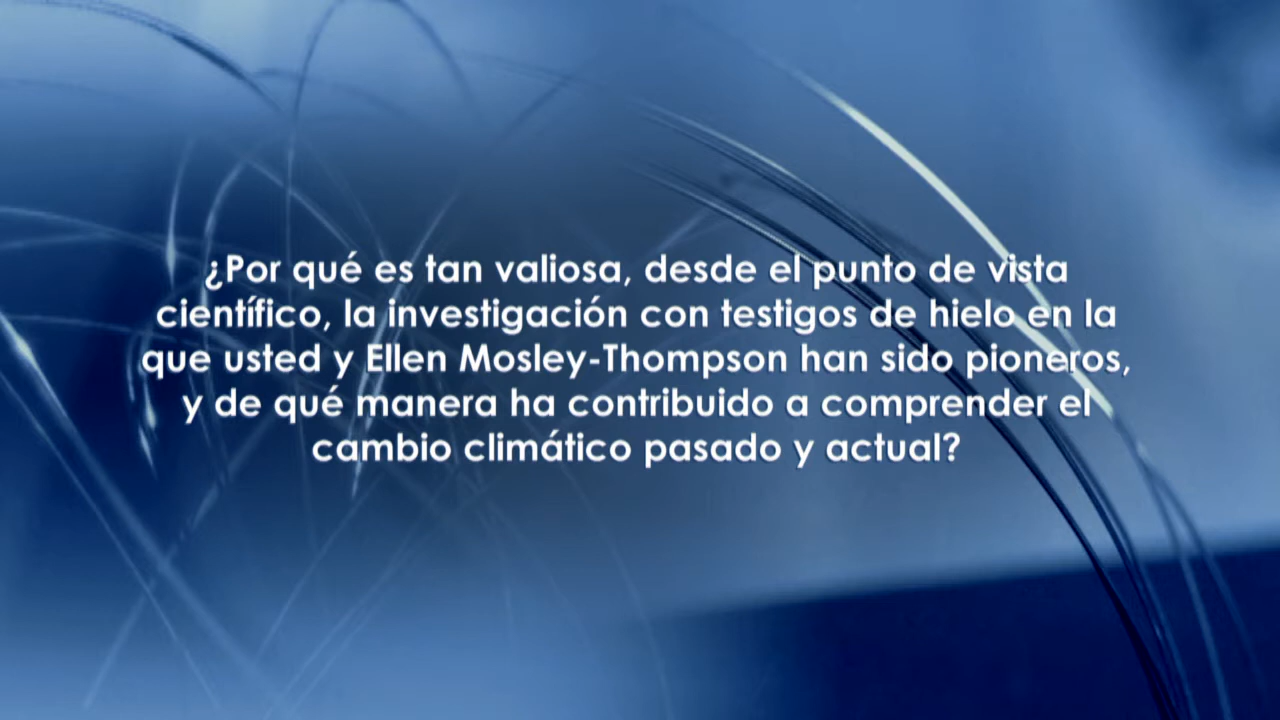 ¿Por qué es tan valiosa, desde el punto de vista
científico, la investigación con testigos de hielo en la
que usted y Ellen Mosley-Thompson han sido pioneros,
y de qué manera ha contribuido a comprender el
cambio climático pasado y actual?